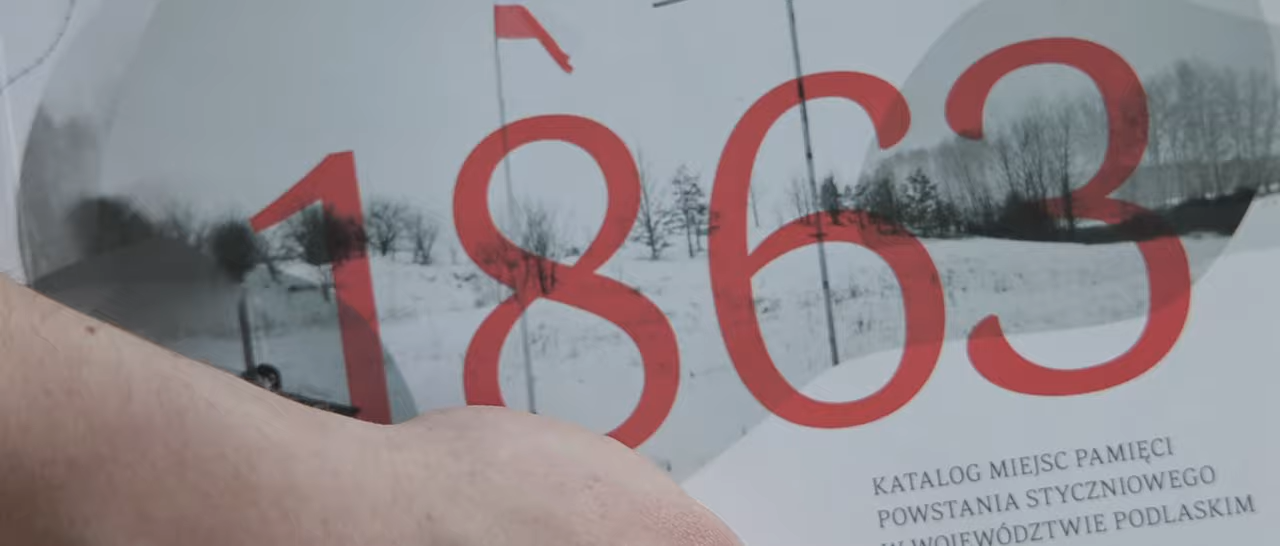 1863
KATALOG MIEJSC PAMIĘCI
POWSTANIA STYCZNIOWEGO
W WOJEWÓDZTWIE PODLASKIM